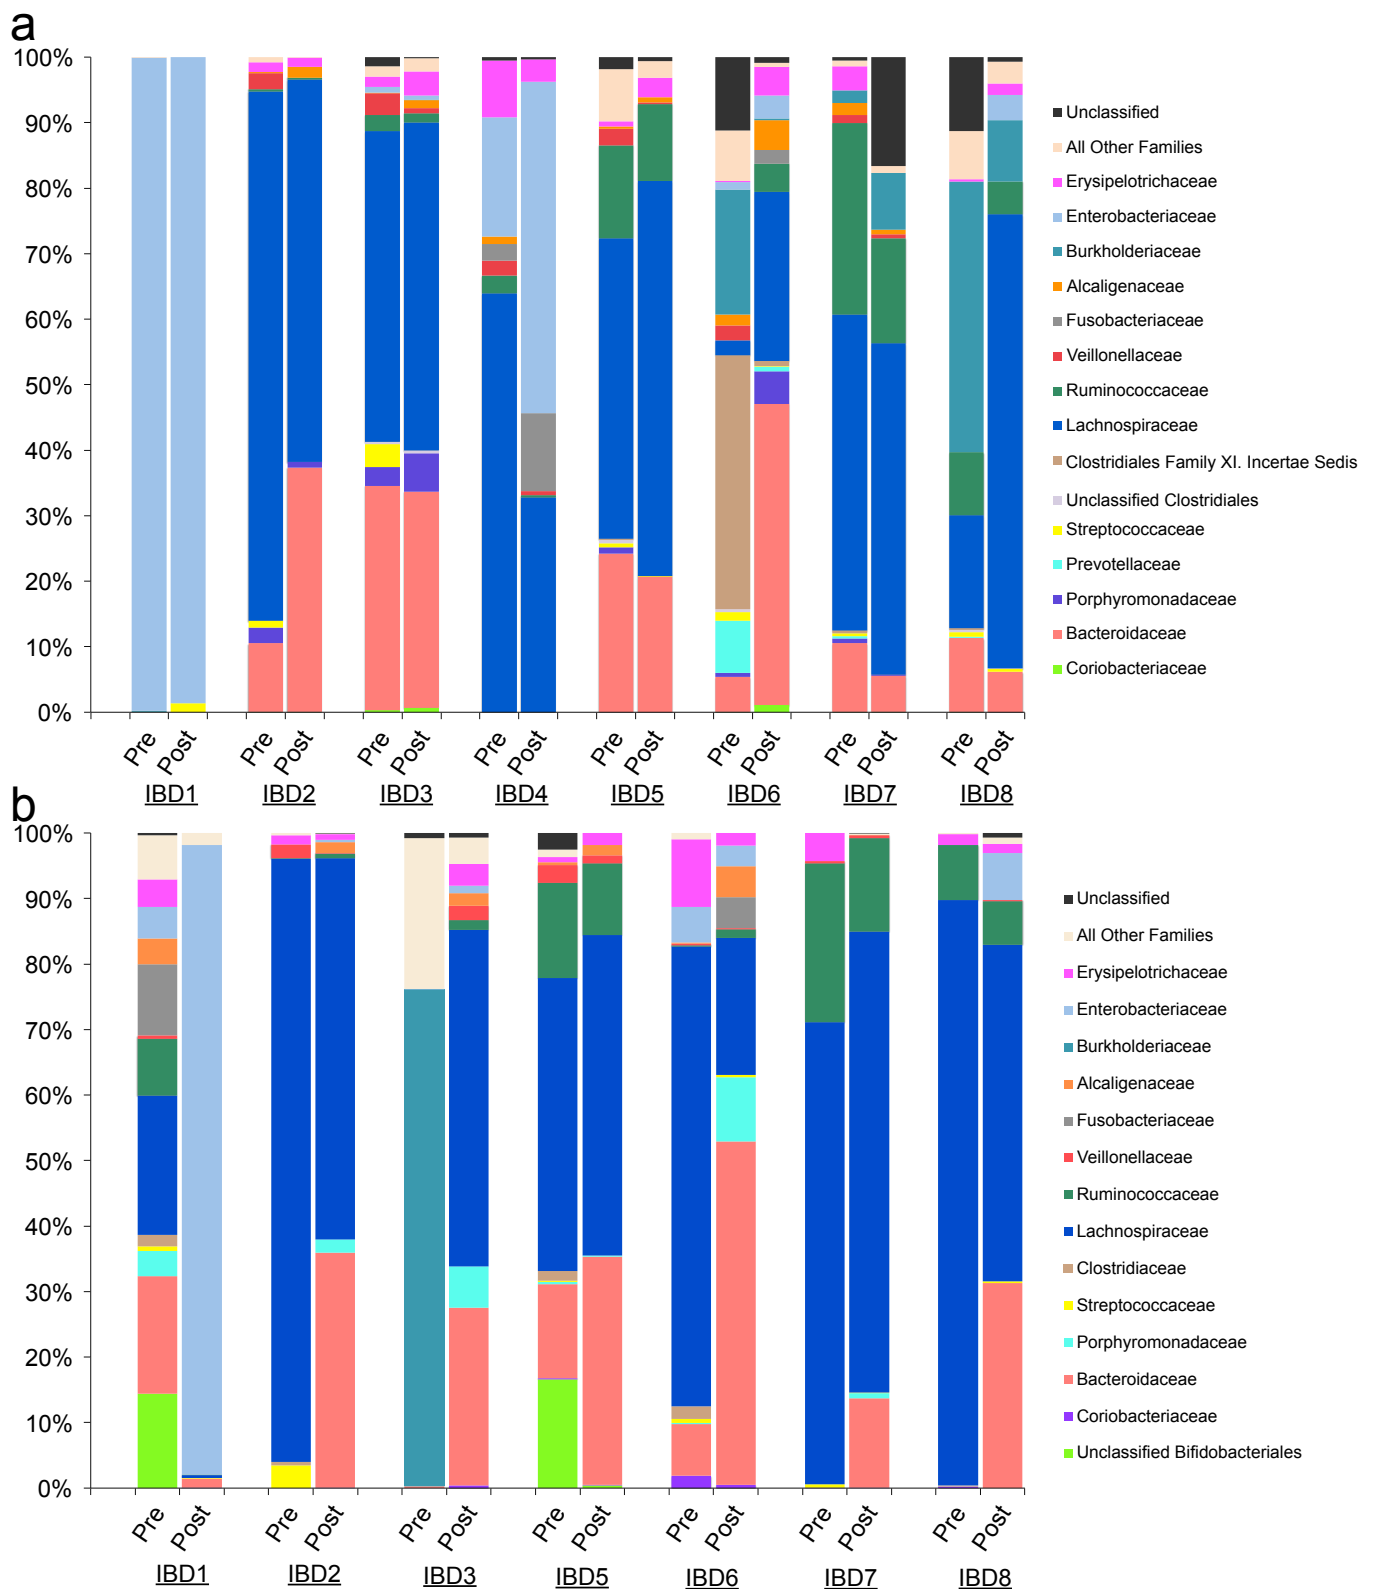 a
100%
90%
80%
70%
60%
50%
40%
30%
20%
10%
0%
Pre Post Pre Post Pre Post Pre Post Pre Post Pre Post Pre Post Pre Post
IBD1 IBD2 IBD3 IBD4 IBD5 IBD6 IBD7 IBD8
Unclassified
All Other Families
Erysipelotrichaceae
Enterobacteriaceae
Burkholderiaceae
Alcaligenaceae
Fusobacteriaceae
Veillonellaceae
Ruminococcaceae
Lachnospiraceae
Clostridiales Family XI. Incertae Sedis
Unclassified Clostridiales
Streptococcaceae
Prevotellaceae
Porphyromonadaceae
Bacteroidaceae
Coriobacteriaceae
b
100%
90%
80%
70%
60%
50%
40%
30%
20%
10%
0%
Pre Post Pre Post Pre Post Pre Post Pre Post Pre Post Pre Post
IBD1 IBD2 IBD3 IBD5 IBD6 IBD7 IBD8
Unclassified
All Other Families
Erysipelotrichaceae
Enterobacteriaceae
Burkholderiaceae
Alcaligenaceae
Fusobacteriaceae
Veillonellaceae
Ruminococcaceae
Lachnospiraceae
Clostridiaceae
Streptococcaceae
Porphyromonadaceae
Bacteroidaceae
Coriobacteriaceae
Unclassified Bifidobacteriales